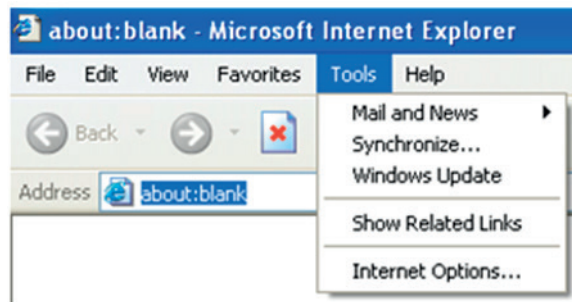 about:blank - Microsoft Internet Explorer
File Edit View Favorites Tools Help
Mail and News
Back
Synchronize...
Windows Update
Address about:blank
Show Related Links
Internet Options...